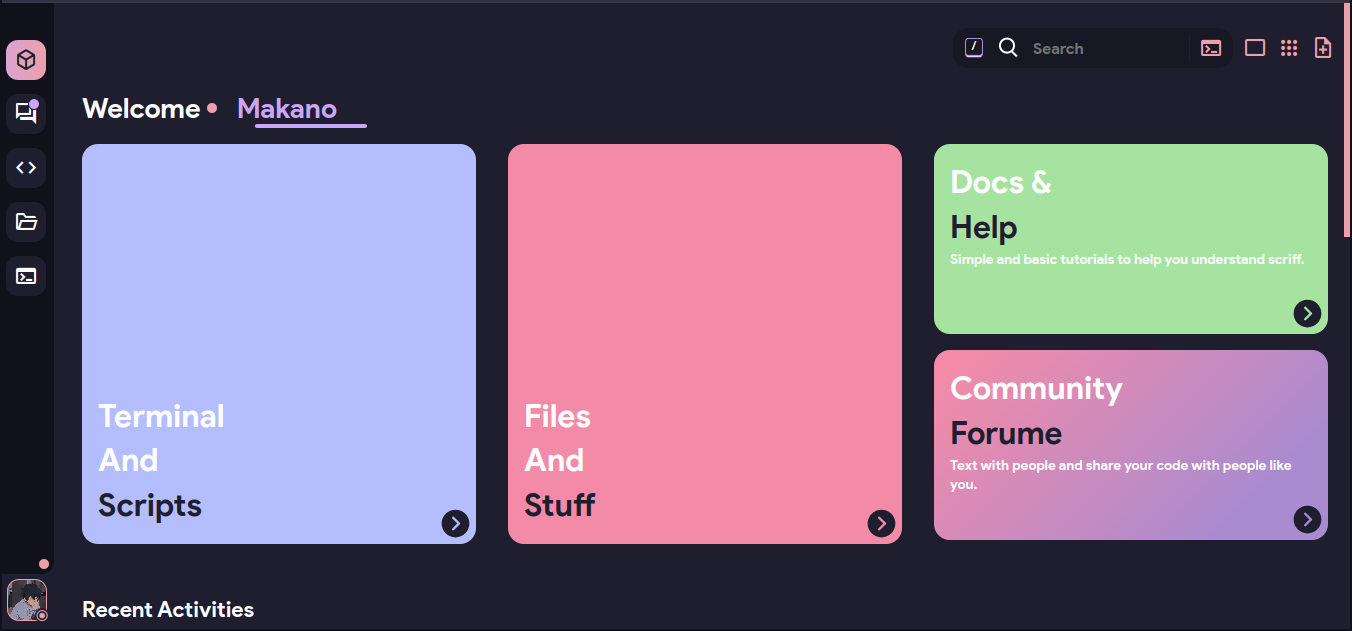 / Search
Welcome Makano
Terminal
And
Scripts
Files
And
Stuff
Docs &
Help
Simple and basic tutorials to help you understand scriff.
Community
Forume
Text with people and share your code with people like
you.
Recent Activities